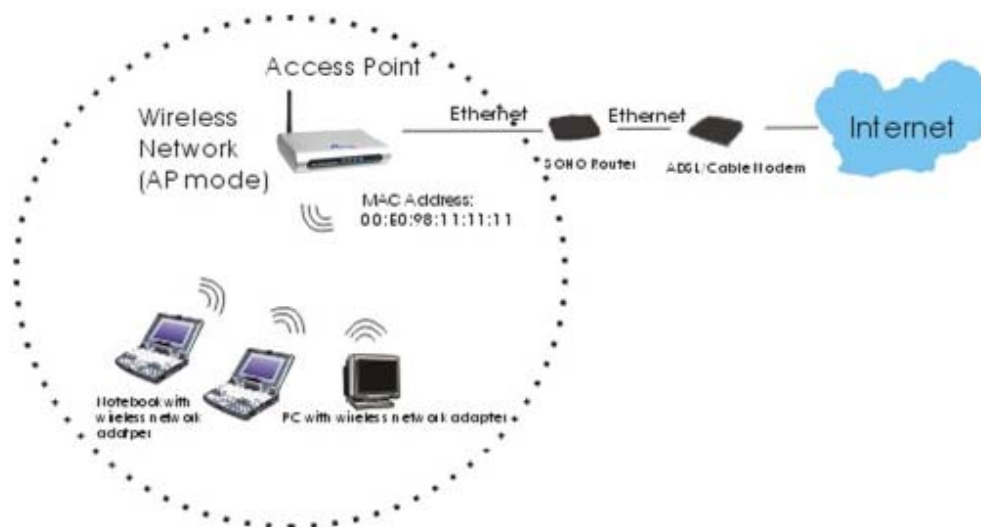 Access Point
Wireless
Network
(AP mode)
Ethernet
Ethernet
Internet
SOHO Router
ADSL/Cable Modem
MAC Address:
00:E0:98:11:11:11
Notebook with
wireless network
adatper
PC with wireless network adapter